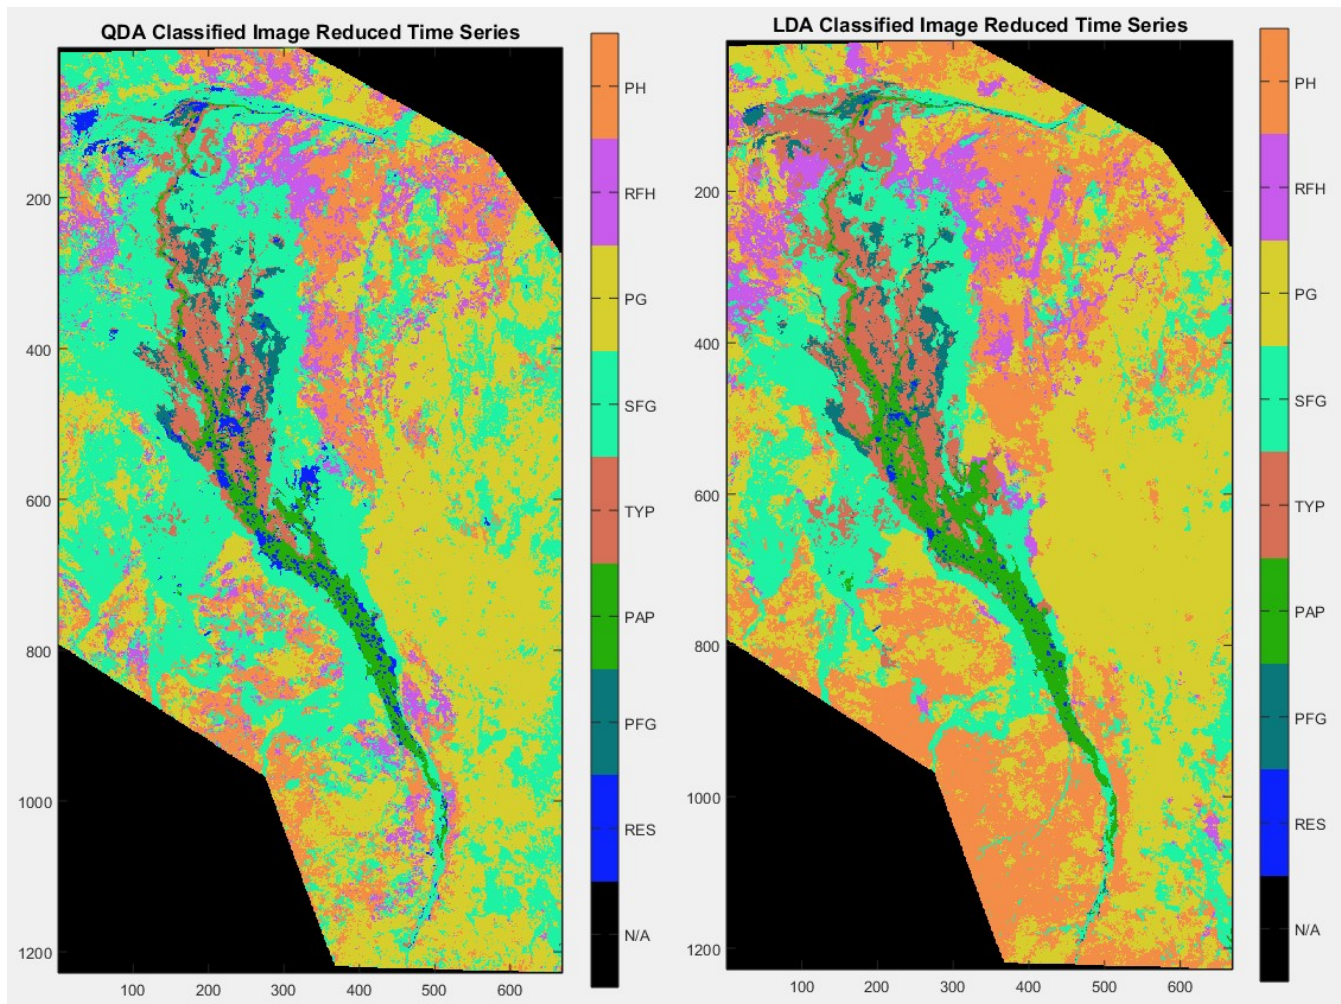 QDA Classified Image Reduced Time Series
200
400
600
800
1000
1200
100 200 300 400 500 600
PH
RFH
PG
SFG
TYP
PAP
PFG
RES
N/A
LDA Classified Image Reduced Time Series
200
400
600
800
1000
1200
100 200 300 400 500 600
PH
RFH
PG
SFG
TYP
PAP
PFG
RES
N/A